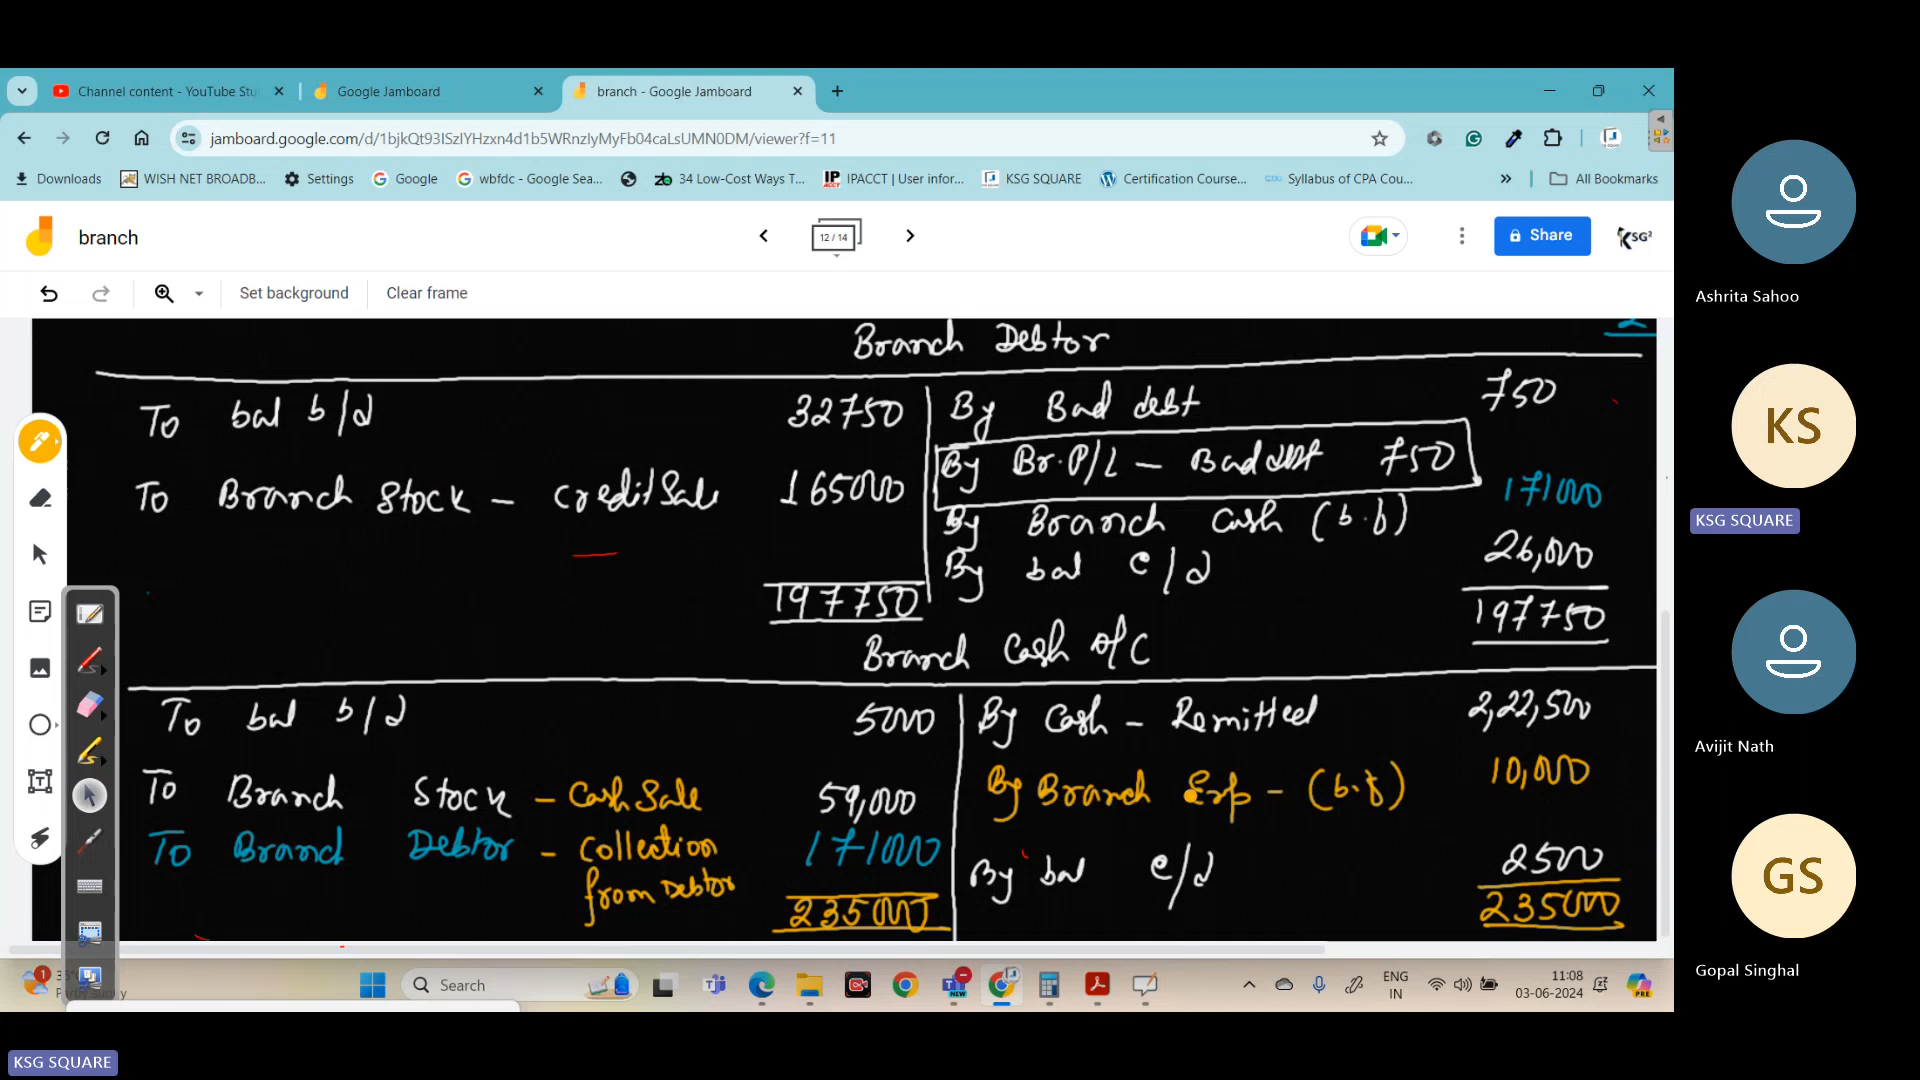 Channel content - YouTube Stu
Google Jamboard
branch - Google Jamboard
jamboard.google.com/d/1bjkQt93ISzIYHzxn4d1b5WRnzIyMyFb04caLsUMN0DM/viewer?f=11
Downloads
WISH NET BROADB...
Settings
Google
wbfdc - Google Sea...
34 Low-Cost Ways T...
IPACCT | User infor...
KSG SQUARE
Certification Course...
Syllabus of CPA Cou...
All Bookmarks
branch
12 / 14
Share
KSG²
Set background
Clear frame
Branch Debtor
To bal b/d 32750 By Bad debt 750
By Br. P/L - Bad debt 750
To Branch Stock - Credit Sale 165000 171000
By Branch Cash (b.f)
By bal c/d 26,000
197750 197750
Branch Cash A/C
To bal b/d 5000 By Cash - Remitted 2,22,500
To Branch Stock - Cash Sale 59,000 By Branch Exp - (b.f) 10,000
To Branch Debtor - Collection from Debtor 171000 By bal c/d 2500
235000 235000
Ashrita Sahoo
KS
KSG SQUARE
Avijit Nath
GS
Gopal Singhal
Search
NEW
ENG
IN
11:08
03-06-2024
PRE
KSG SQUARE